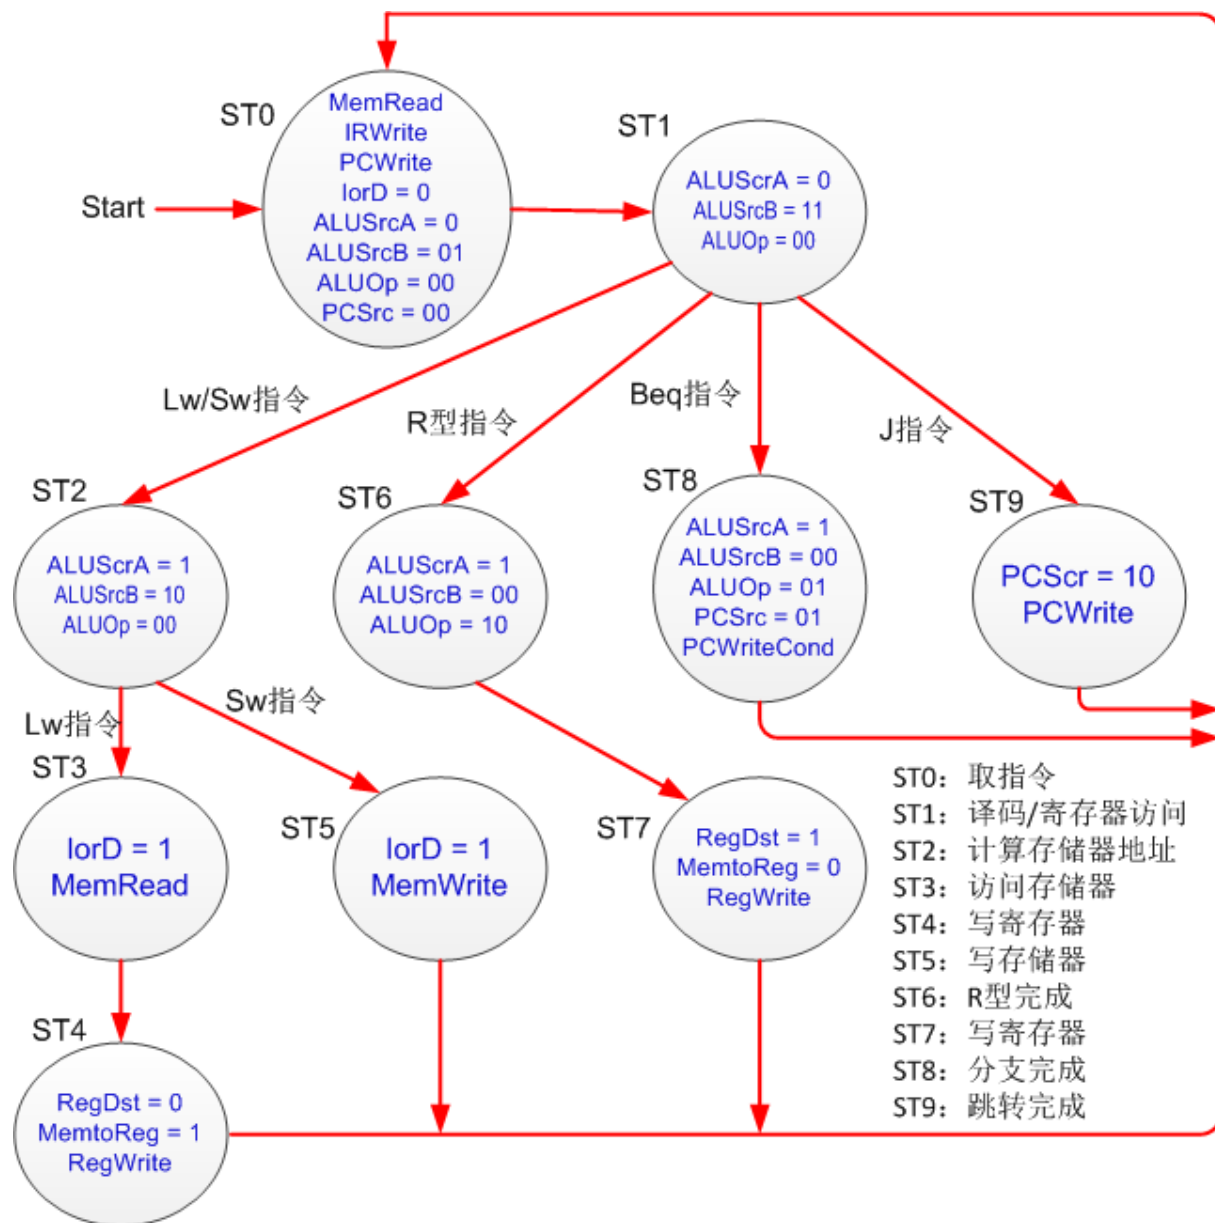 ST0
MemRead
IRWrite
PCWrite
IorD = 0
ALUSrcA = 0
ALUSrcB = 01
ALUOp = 00
PCSrc = 00
Start
ST1
ALUScrA = 0
ALUSrcB = 11
ALUOp = 00
Lw/Sw指令
R型指令
Beq指令
J指令
ST2
ALUScrA = 1
ALUSrcB = 10
ALUOp = 00
ST6
ALUScrA = 1
ALUSrcB = 00
ALUOp = 10
ST8
ALUSrcA = 1
ALUSrcB = 00
ALUOp = 01
PCSrc = 01
PCWriteCond
ST9
PCScr = 10
PCWrite
Lw指令
Sw指令
ST3
IorD = 1
MemRead
ST5
IorD = 1
MemWrite
ST7
RegDst = 1
MemtoReg = 0
RegWrite
ST4
RegDst = 0
MemtoReg = 1
RegWrite
ST0：取指令
ST1：译码/寄存器访问
ST2：计算存储器地址
ST3：访问存储器
ST4：写寄存器
ST5：写存储器
ST6：R型完成
ST7：写寄存器
ST8：分支完成
ST9：跳转完成